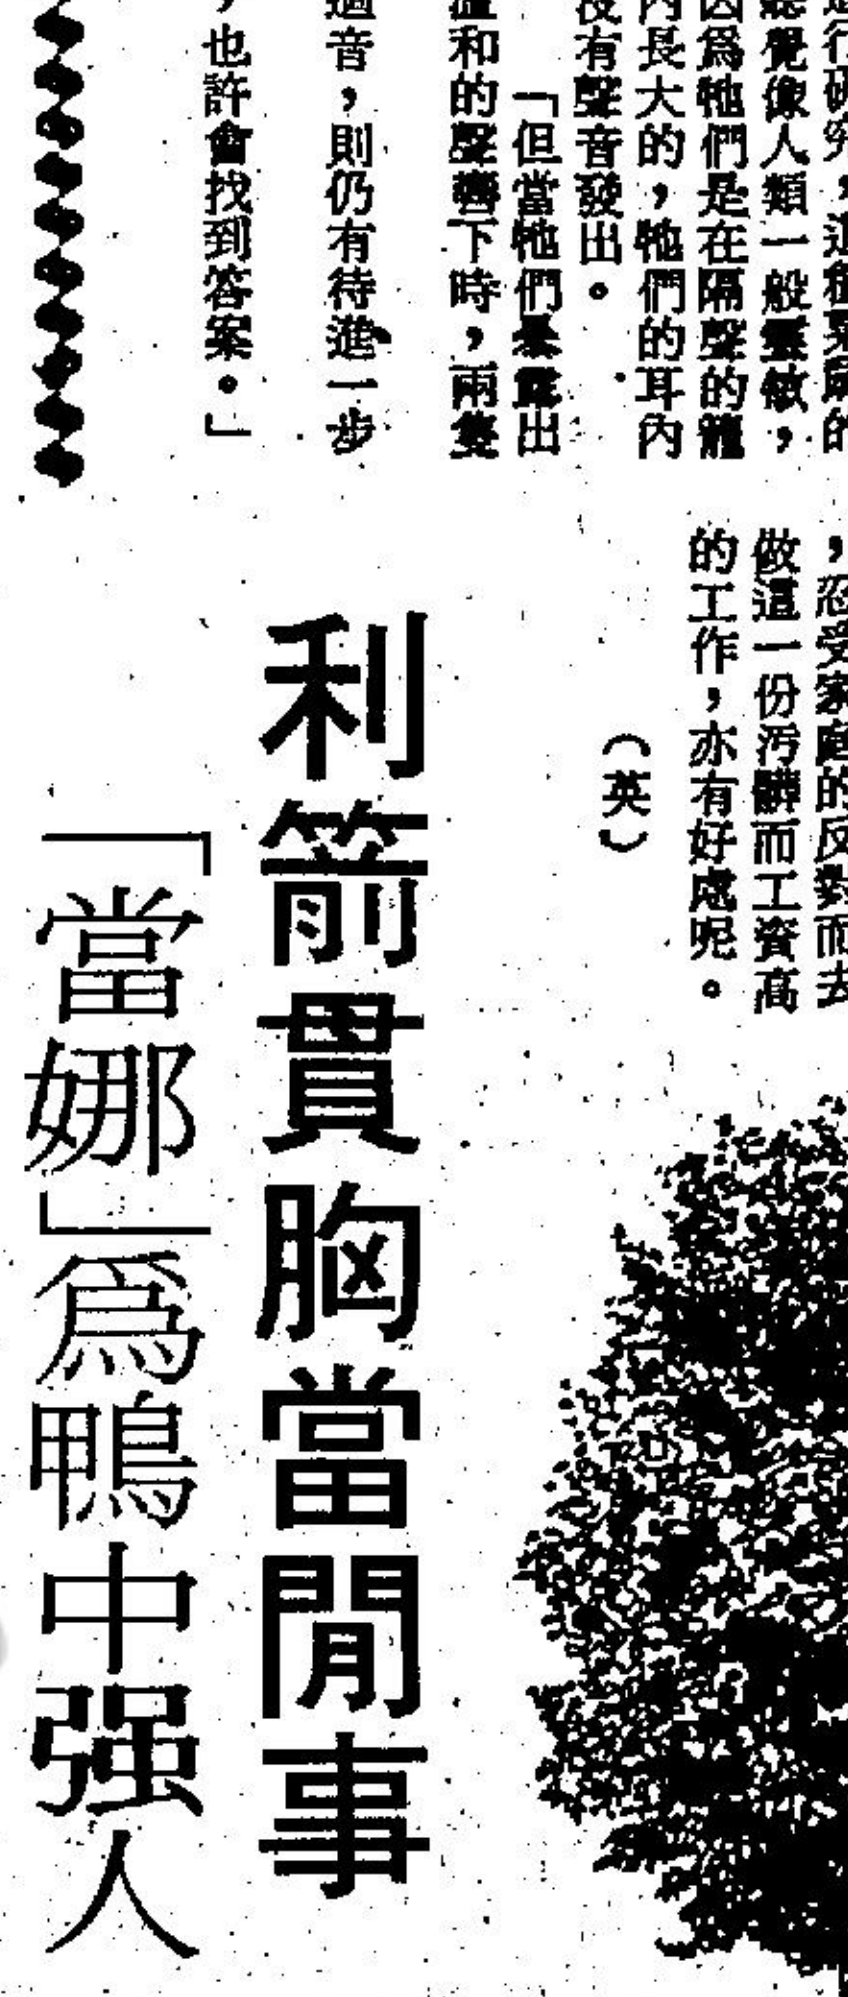 聽覺像人類一般靈敏，
因爲牠們是在隔聲的籠
內長大的，牠們的耳內
沒有聲音發出。
「但當牠們暴露出
溫和的聲響下時，兩隻
音，則仍有待進一步
，也許會找到答案。」
，忍受家庭的反對而去
做這一份污髒而工資高
的工作，亦有好處呢。
（英）
利箭貫胸當閒事
「當娜」爲鴨中强人